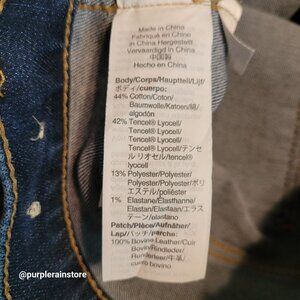 Made in China
Fabriqué en Chine
in China Hergestellt
Vervaardigd in China
中国製
Hecho en China
Body/Corps/Hauptteil/Lijf/
ボディ/cuerpo:
44% Cotton/Coton/
Baumwolle/Katoen/綿/
algodón
42% Tencel® Lyocell/
Tencel® Lyocell/
Tencel® Lyocell/
Tencel® Lyocell/テンセ
ル リオセル/tencel®
lyocell
13% Polyester/Polyester/
Polyester/Polyester/ポリ
エステル/poliéster
1% Elastane/Élasthanne/
Elastan/Elastaan/エラス
テーン/elastano
Patch/Pièce/Aufnäher/
Lap/パッチ/parche:
100% Bovine Leather/Cuir
Bovin/Rindleder/
Runderleer/牛革/
cuero bovino
@purplerainstore